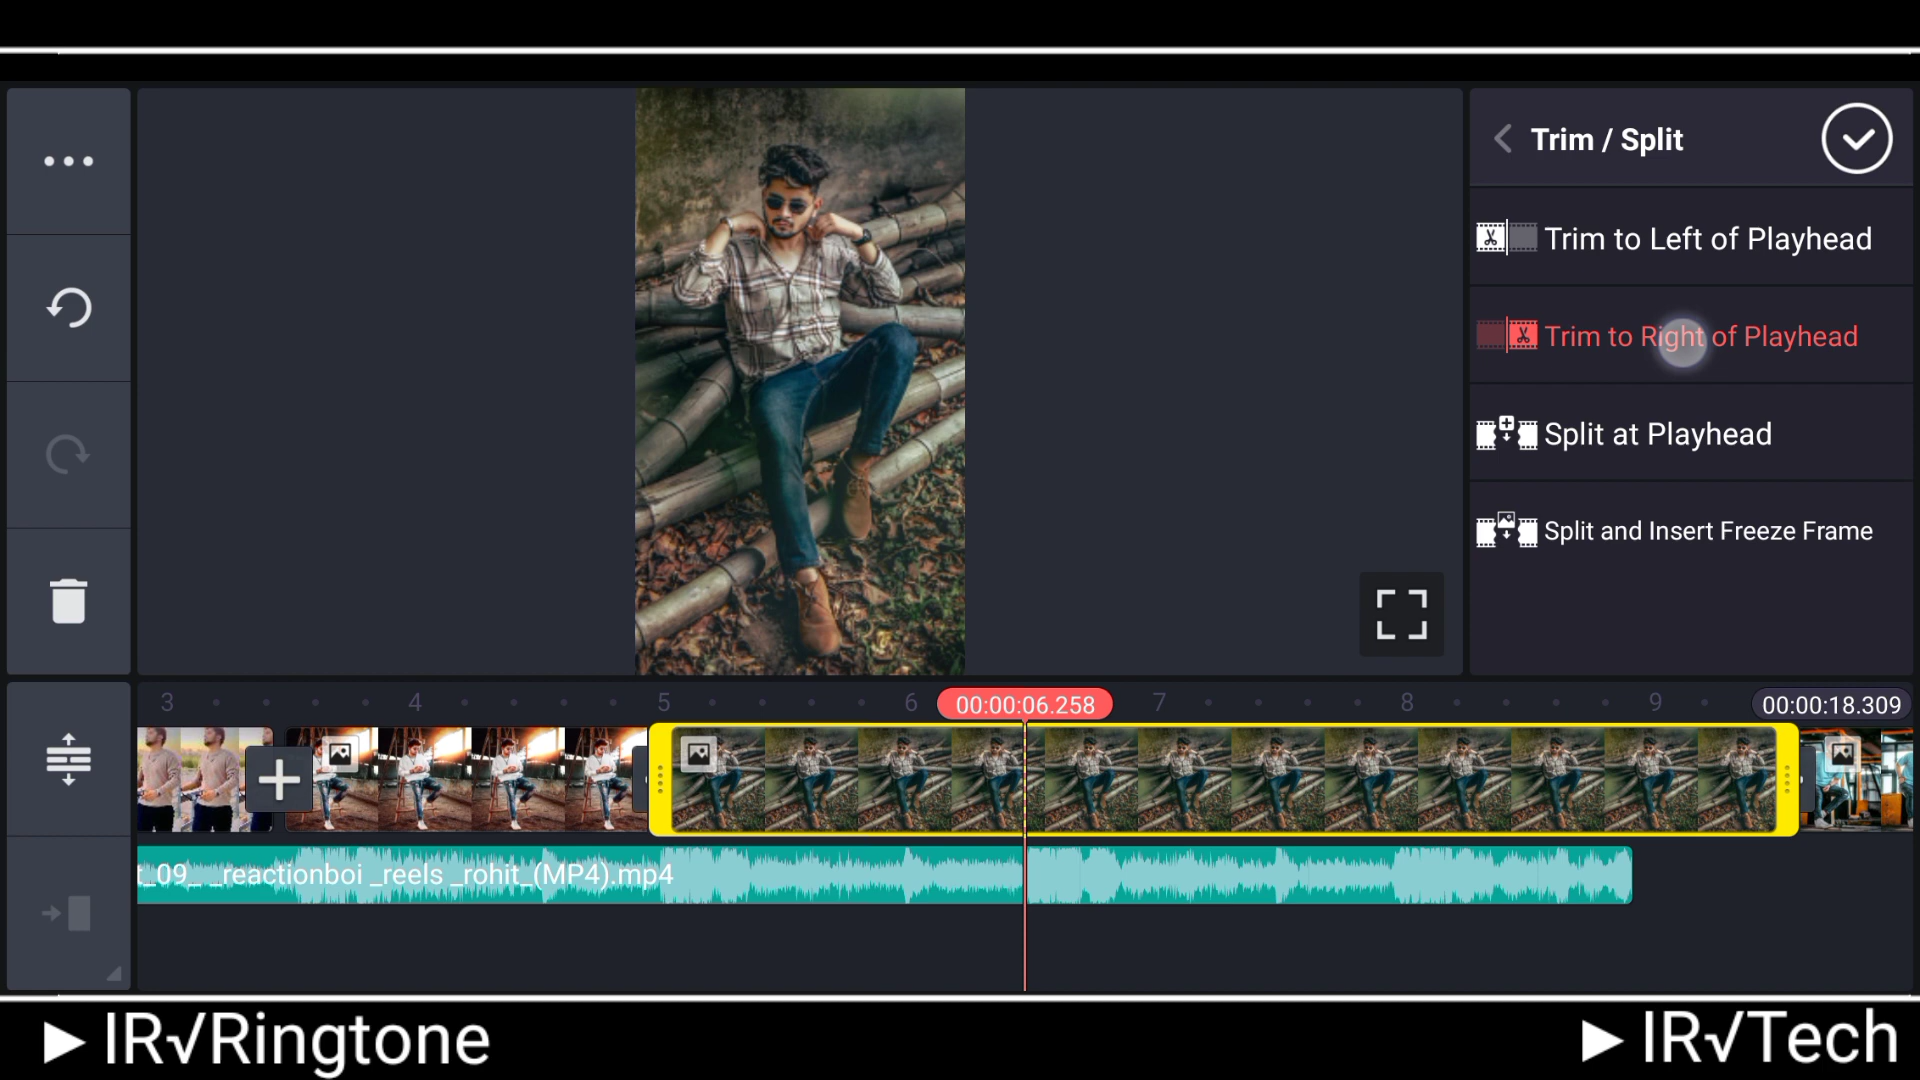 Trim / Split
Trim to Left of Playhead
Trim to Right of Playhead
Split at Playhead
Split and Insert Freeze Frame
3 4 5 6 00:00:06.258 7 8 9 00:00:18.309
t_09_ _reactionboi _reels _rohit_(MP4).mp4
IR√Ringtone
IR√Tech